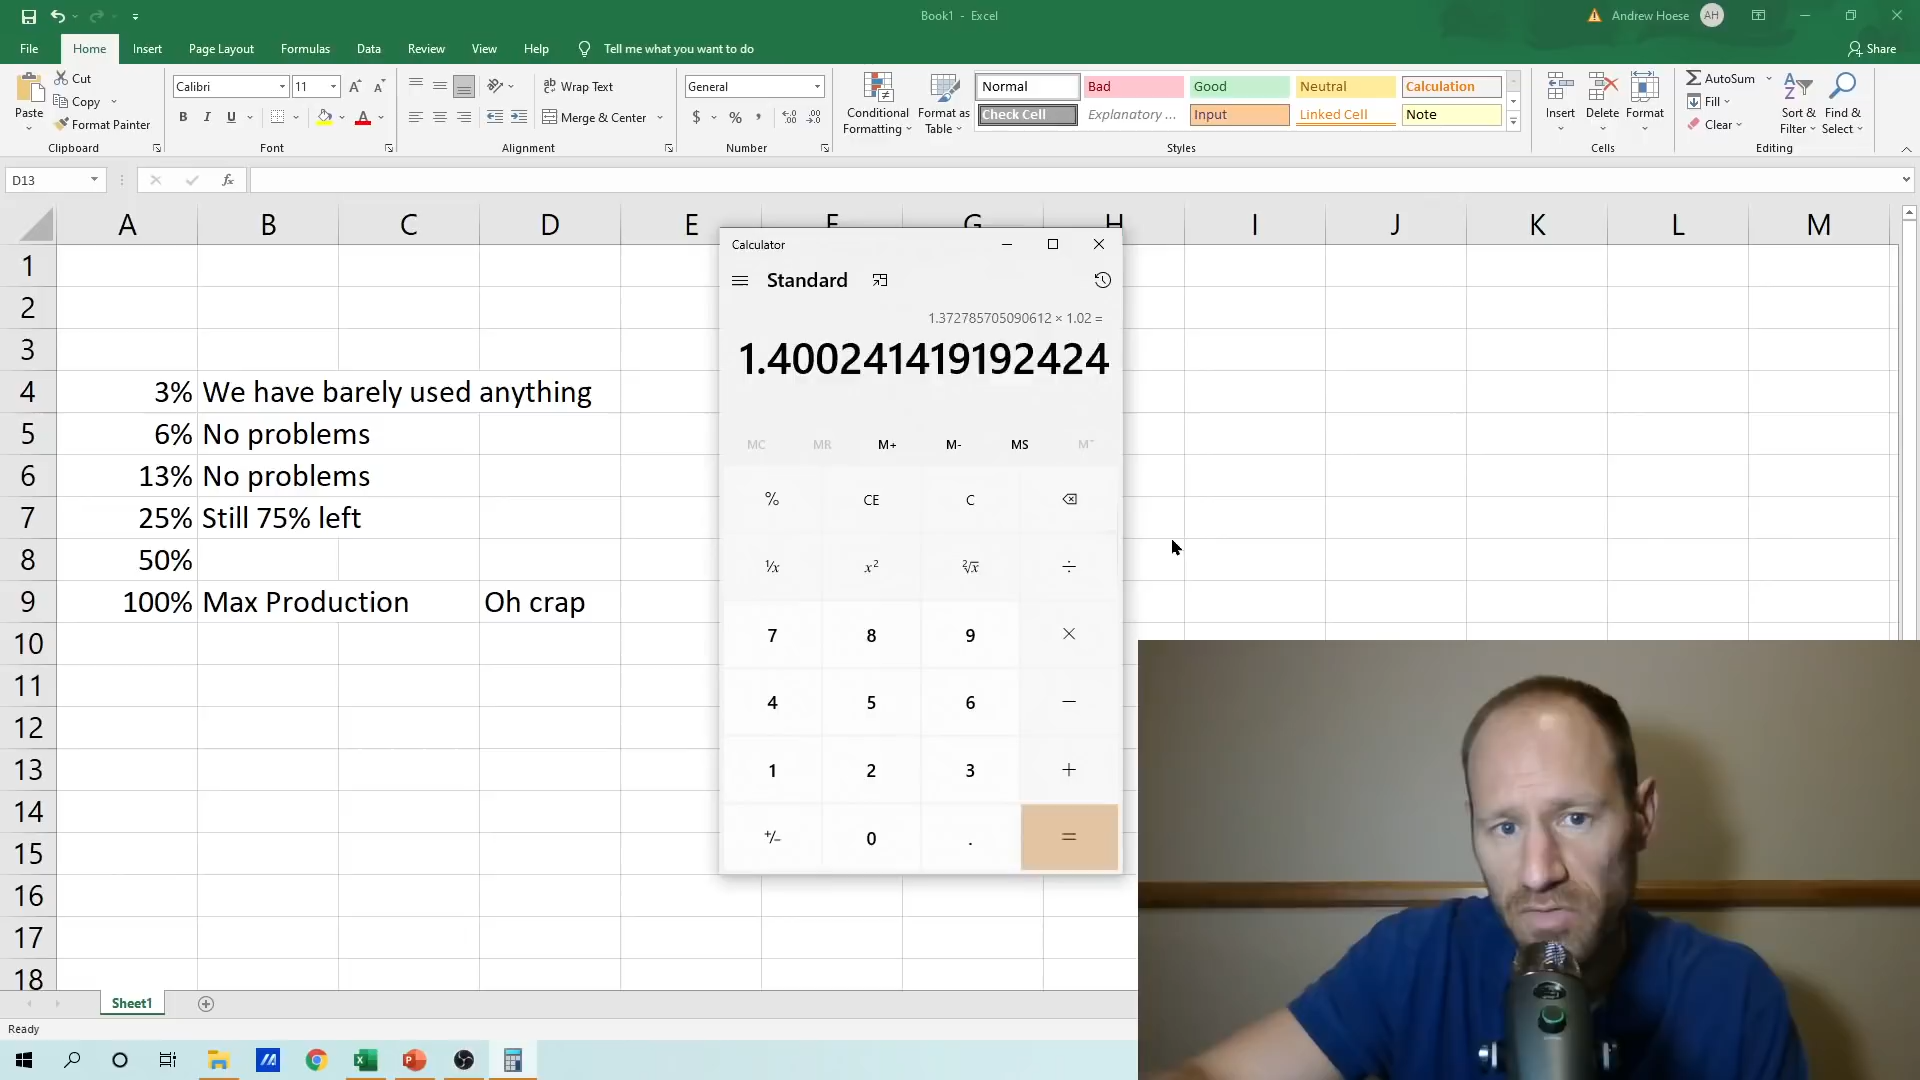 Book1 - Excel
Andrew Hoese AH
File Home Insert Page Layout Formulas Data Review View Help Tell me what you want to do Share
Paste
Cut
Copy
Format Painter
Clipboard
Calibri 11
B I U
Font
Wrap Text
Merge & Center
Alignment
General
$ % ,
Number
Conditional Formatting
Format as Table
Normal Bad Good Neutral Calculation
Check Cell Explanatory ... Input Linked Cell Note
Styles
Insert Delete Format
Cells
AutoSum
Fill
Clear
Sort & Filter
Find & Select
Editing
D13 fx
A B C D E F G H I J K L M
1
2
3
4 3% We have barely used anything
5 6% No problems
6 13% No problems
7 25% Still 75% left
8 50%
9 100% Max Production Oh crap
10
11
12
13
14
15
16
17
18
Calculator
Standard
1.372785705090612 × 1.02 =
1.400241419192424
MC MR M+ M- MS M˅
% CE C
¹/x x² ²√x ÷
7 8 9 ×
4 5 6 −
1 2 3 +
+/− 0 . =
Sheet1
Ready